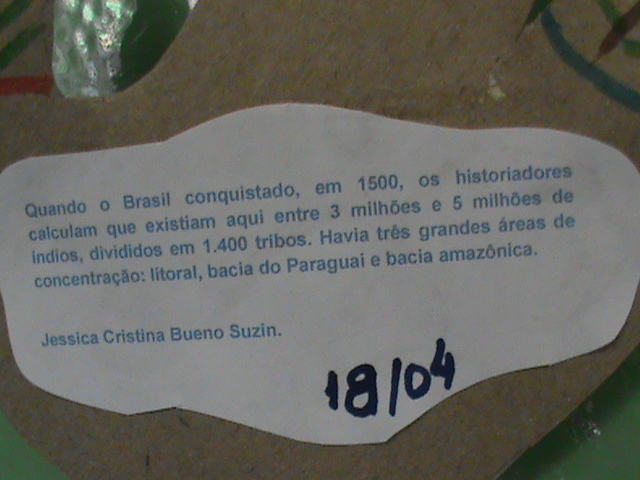 Quando o Brasil conquistado, em 1500, os historiadores
calculam que existiam aqui entre 3 milhões e 5 milhões de
índios, divididos em 1.400 tribos. Havia três grandes áreas de
concentração: litoral, bacia do Paraguai e bacia amazônica.
Jessica Cristina Bueno Suzin.
18/04